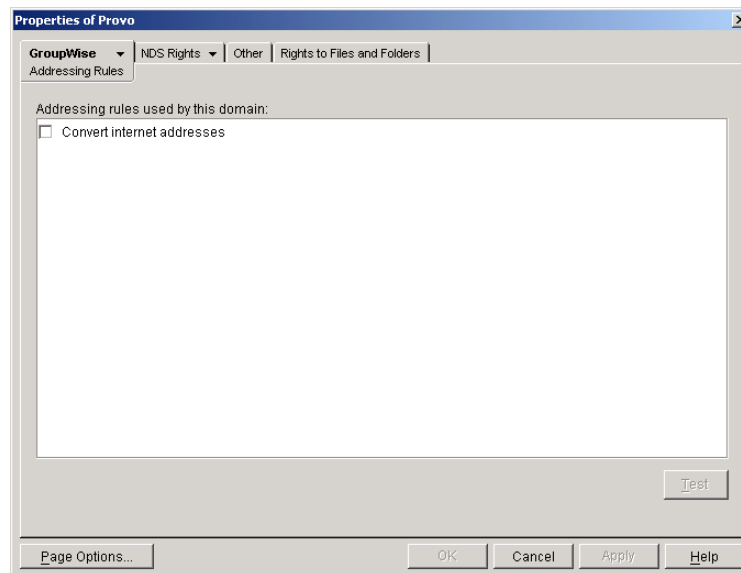 Properties of Provo
GroupWise NDS Rights Other Rights to Files and Folders
Addressing Rules
Addressing rules used by this domain:
Convert internet addresses
Test
Page Options... OK Cancel Apply Help